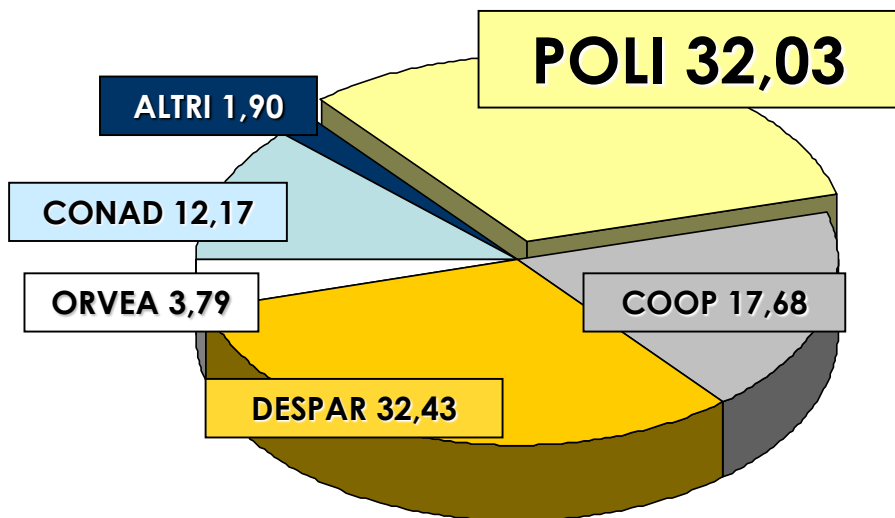 POLI 32,03
ALTRI 1,90
CONAD 12,17
ORVEA 3,79
COOP 17,68
DESPAR 32,43